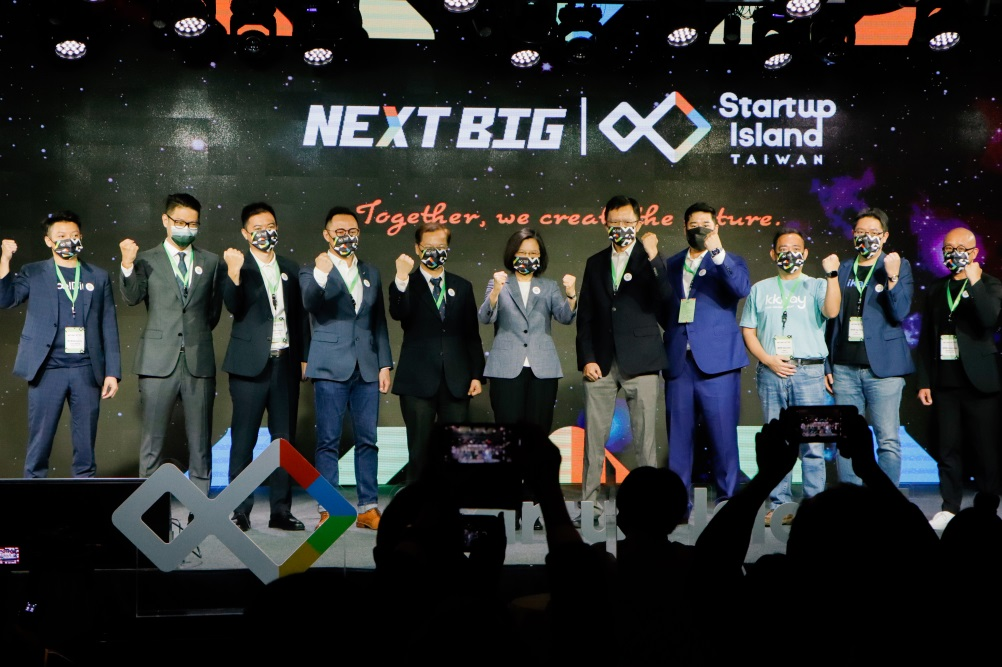 NEXT BIG
Startup
Island
TAIWAN
Together, we create the future.